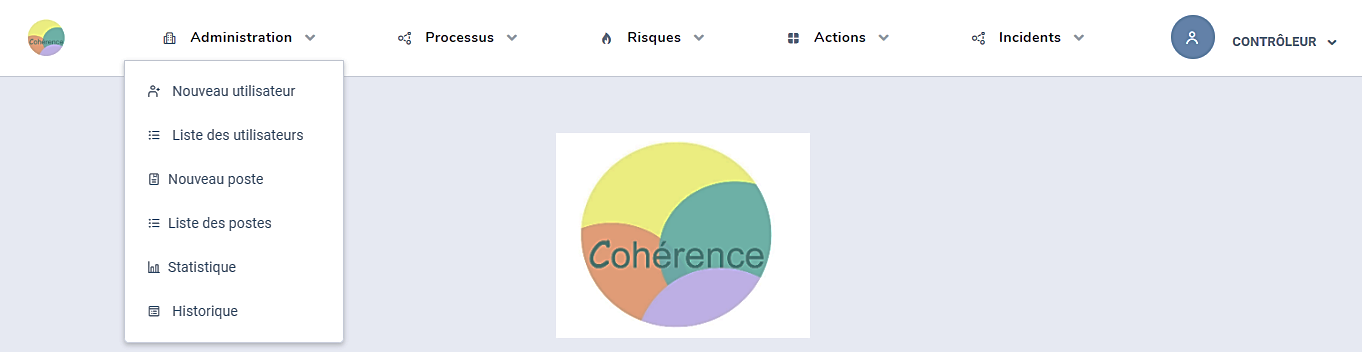 Cohérence
Administration
Processus
Risques
Actions
Incidents
CONTRÔLEUR
Nouveau utilisateur
Liste des utilisateurs
Nouveau poste
Liste des postes
Statistique
Historique
Cohérence